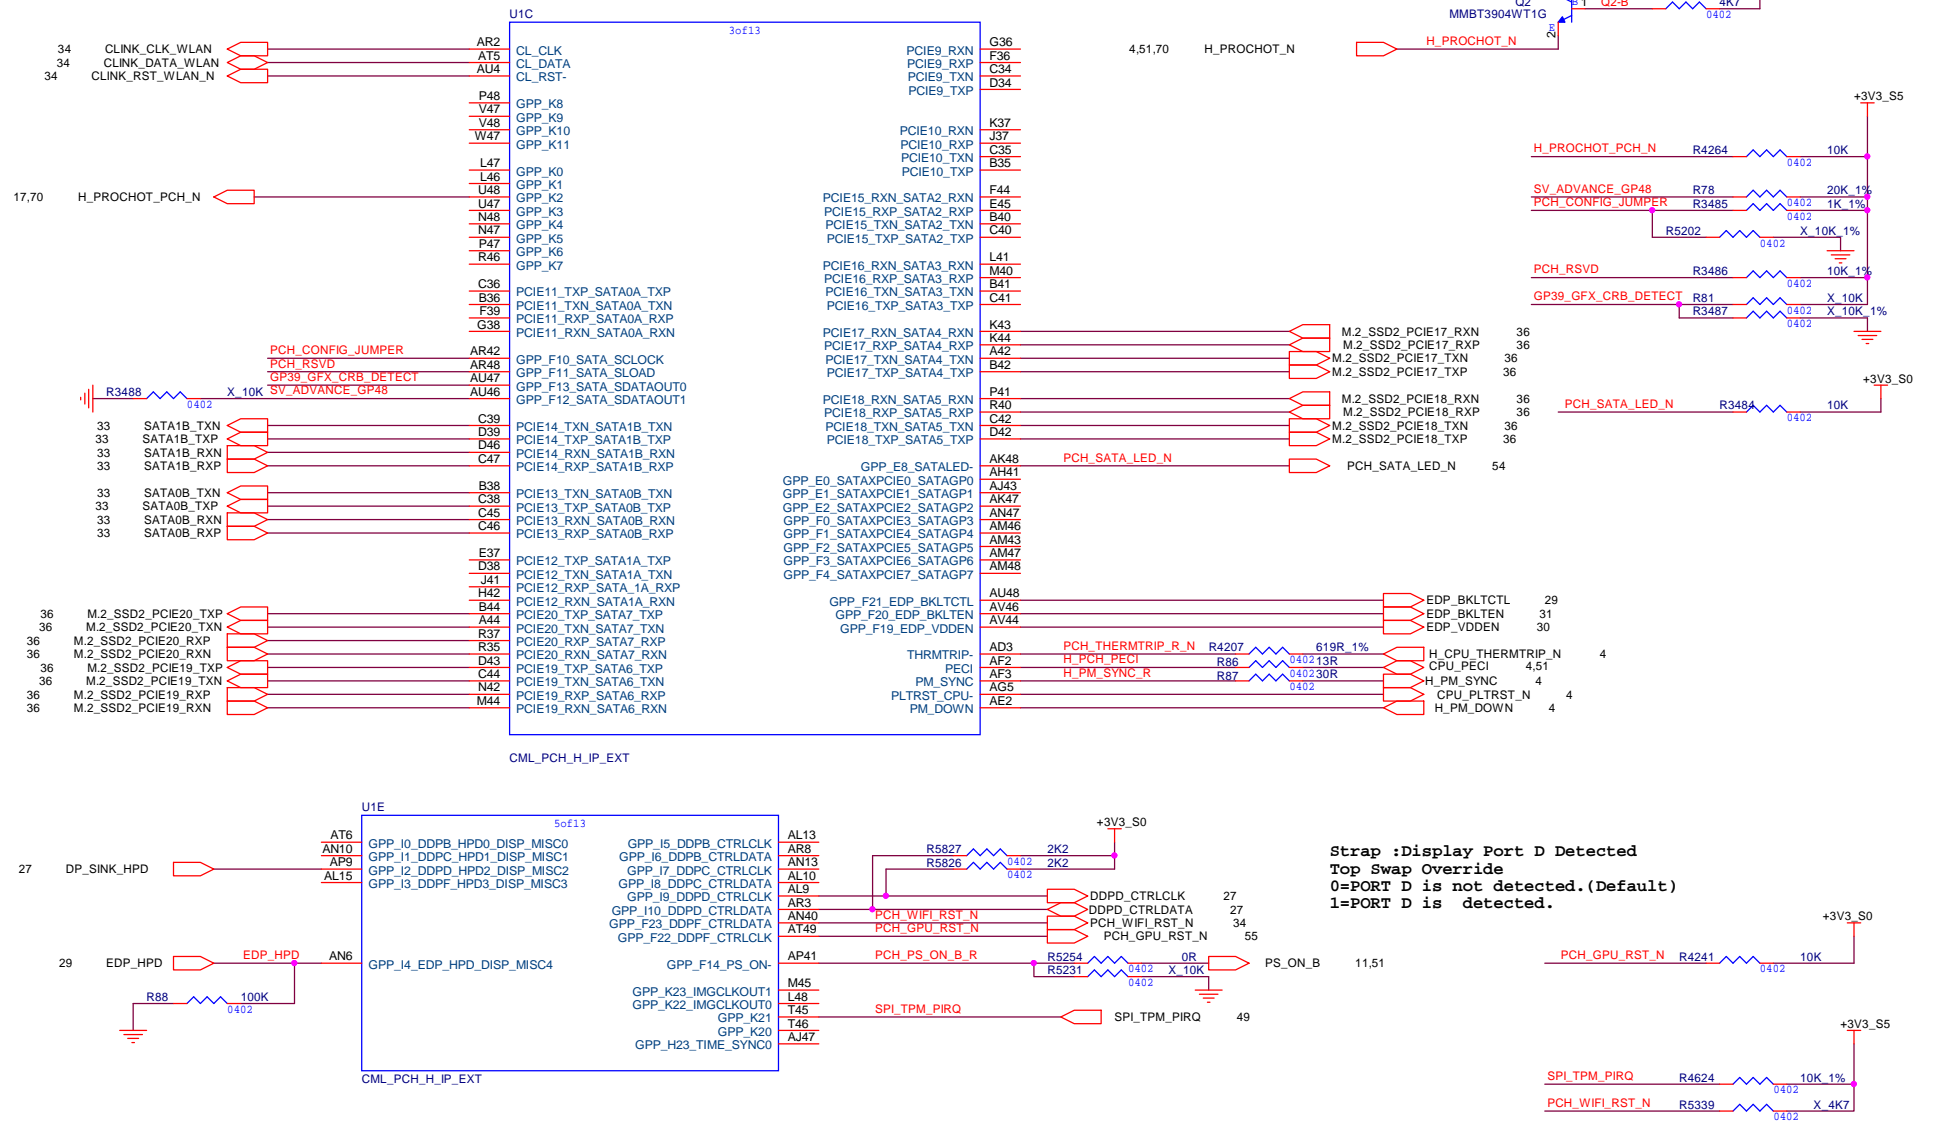 U1C
3of13
34 CLINK_CLK_WLAN AR2 CL_CLK
34 CLINK_DATA_WLAN AT5 CL_DATA
34 CLINK_RST_WLAN_N AU4 CL_RST-
P48 GPP_K8
V47 GPP_K9
V48 GPP_K10
W47 GPP_K11
L47 GPP_K0
L46 GPP_K1
17,70 H_PROCHOT_PCH_N U48 GPP_K2
U47 GPP_K3
N48 GPP_K4
N47 GPP_K5
P47 GPP_K6
R46 GPP_K7
C36 PCIE11_TXP_SATA0A_TXP
B36 PCIE11_TXN_SATA0A_TXN
F39 PCIE11_RXP_SATA0A_RXP
G38 PCIE11_RXN_SATA0A_RXN
PCH_CONFIG_JUMPER AR42 GPP_F10_SATA_SCLOCK
PCH_RSVD AR48 GPP_F11_SATA_SLOAD
GP39_GFX_CRB_DETECT AU47 GPP_F13_SATA_SDATAOUT0
R3488 0402 X_10K SV_ADVANCE_GP48 AU46 GPP_F12_SATA_SDATAOUT1
33 SATA1B_TXN C39 PCIE14_TXN_SATA1B_TXN
33 SATA1B_TXP D39 PCIE14_TXP_SATA1B_TXP
33 SATA1B_RXN D46 PCIE14_RXN_SATA1B_RXN
33 SATA1B_RXP C47 PCIE14_RXP_SATA1B_RXP
33 SATA0B_TXN B38 PCIE13_TXN_SATA0B_TXN
33 SATA0B_TXP C38 PCIE13_TXP_SATA0B_TXP
33 SATA0B_RXN C45 PCIE13_RXN_SATA0B_RXN
33 SATA0B_RXP C46 PCIE13_RXP_SATA0B_RXP
E37 PCIE12_TXP_SATA1A_TXP
D38 PCIE12_TXN_SATA1A_TXN
J41 PCIE12_RXP_SATA_1A_RXP
H42 PCIE12_RXN_SATA1A_RXN
36 M.2_SSD2_PCIE20_TXP B44 PCIE20_TXP_SATA7_TXP
36 M.2_SSD2_PCIE20_TXN A44 PCIE20_TXN_SATA7_TXN
36 M.2_SSD2_PCIE20_RXP R37 PCIE20_RXP_SATA7_RXP
36 M.2_SSD2_PCIE20_RXN R35 PCIE20_RXN_SATA7_RXN
36 M.2_SSD2_PCIE19_TXP D43 PCIE19_TXP_SATA6_TXP
36 M.2_SSD2_PCIE19_TXN C44 PCIE19_TXN_SATA6_TXN
36 M.2_SSD2_PCIE19_RXP N42 PCIE19_RXP_SATA6_RXP
36 M.2_SSD2_PCIE19_RXN M44 PCIE19_RXN_SATA6_RXN
PCIE9_RXN G36
PCIE9_RXP F36
PCIE9_TXN C34
PCIE9_TXP D34
PCIE10_RXN K37
PCIE10_RXP J37
PCIE10_TXN C35
PCIE10_TXP B35
PCIE15_RXN_SATA2_RXN F44
PCIE15_RXP_SATA2_RXP E45
PCIE15_TXN_SATA2_TXN B40
PCIE15_TXP_SATA2_TXP C40
PCIE16_RXN_SATA3_RXN L41
PCIE16_RXP_SATA3_RXP M40
PCIE16_TXN_SATA3_TXN B41
PCIE16_TXP_SATA3_TXP C41
PCIE17_RXN_SATA4_RXN K43 M.2_SSD2_PCIE17_RXN 36
PCIE17_RXP_SATA4_RXP K44 M.2_SSD2_PCIE17_RXP 36
PCIE17_TXN_SATA4_TXN A42 M.2_SSD2_PCIE17_TXN 36
PCIE17_TXP_SATA4_TXP B42 M.2_SSD2_PCIE17_TXP 36
PCIE18_RXN_SATA5_RXN P41 M.2_SSD2_PCIE18_RXN 36
PCIE18_RXP_SATA5_RXP R40 M.2_SSD2_PCIE18_RXP 36
PCIE18_TXN_SATA5_TXN C42 M.2_SSD2_PCIE18_TXN 36
PCIE18_TXP_SATA5_TXP D42 M.2_SSD2_PCIE18_TXP 36
GPP_E8_SATALED- AK48 PCH_SATA_LED_N PCH_SATA_LED_N 54
GPP_E0_SATAXPCIE0_SATAGP0 AH41
GPP_E1_SATAXPCIE1_SATAGP1 AJ43
GPP_E2_SATAXPCIE2_SATAGP2 AK47
GPP_F0_SATAXPCIE3_SATAGP3 AN47
GPP_F1_SATAXPCIE4_SATAGP4 AM46
GPP_F2_SATAXPCIE5_SATAGP5 AM43
GPP_F3_SATAXPCIE6_SATAGP6 AM47
GPP_F4_SATAXPCIE7_SATAGP7 AM48
GPP_F21_EDP_BKLTCTL AU48 EDP_BKLTCTL 29
GPP_F20_EDP_BKLTEN AV46 EDP_BKLTEN 31
GPP_F19_EDP_VDDEN AV44 EDP_VDDEN 30
THRMTRIP- AD3 PCH_THERMTRIP_R_N R4207 0402 619R_1% H_CPU_THERMTRIP_N 4
PECI AF2 H_PCH_PECI R86 0402 13R CPU_PECI 4,51
PM_SYNC AF3 H_PM_SYNC_R R87 30R H_PM_SYNC 4
PLTRST_CPU- AG5 CPU_PLTRST_N 4
PM_DOWN AE2 H_PM_DOWN 4
CML_PCH_H_IP_EXT
Q2
MMBT3904WT1G
B 1 Q2-B 4K7
0402
E 2
4,51,70 H_PROCHOT_N H_PROCHOT_N
+3V3_S5
H_PROCHOT_PCH_N R4264 0402 10K
SV_ADVANCE_GP48 R78 0402 20K_1%
PCH_CONFIG_JUMPER R3485 0402 1K_1%
R5202 0402 X_10K_1%
PCH_RSVD R3486 0402 10K_1%
GP39_GFX_CRB_DETECT R81 0402 X_10K
R3487 0402 X_10K_1%
+3V3_S0
PCH_SATA_LED_N R3484 0402 10K
U1E
5of13
AT6 GPP_I0_DDPB_HPD0_DISP_MISC0
AN10 GPP_I1_DDPC_HPD1_DISP_MISC1
27 DP_SINK_HPD AP9 GPP_I2_DDPD_HPD2_DISP_MISC2
AL15 GPP_I3_DDPF_HPD3_DISP_MISC3
29 EDP_HPD EDP_HPD AN6 GPP_I4_EDP_HPD_DISP_MISC4
R88 0402 100K
GPP_I5_DDPB_CTRLCLK AL13
GPP_I6_DDPB_CTRLDATA AR8
GPP_I7_DDPC_CTRLCLK AN13
GPP_I8_DDPC_CTRLDATA AL10
GPP_I9_DDPD_CTRLCLK AL9 DDPD_CTRLCLK 27
GPP_I10_DDPD_CTRLDATA AR3 DDPD_CTRLDATA 27
GPP_F23_DDPF_CTRLDATA AN40 PCH_WIFI_RST_N PCH_WIFI_RST_N 34
GPP_F22_DDPF_CTRLCLK AT49 PCH_GPU_RST_N PCH_GPU_RST_N 55
GPP_F14_PS_ON- AP41 PCH_PS_ON_B_R R5254 0402 0R PS_ON_B 11,51
R5231 0402 X_10K
GPP_K23_IMGCLKOUT1 M45
GPP_K22_IMGCLKOUT0 L48
GPP_K21 T45 SPI_TPM_PIRQ SPI_TPM_PIRQ 49
GPP_K20 T46
GPP_H23_TIME_SYNC0 AJ47
+3V3_S0
R5827 0402 2K2
R5826 0402 2K2
CML_PCH_H_IP_EXT
Strap :Display Port D Detected
Top Swap Override
0=PORT D is not detected.(Default)
1=PORT D is detected.
+3V3_S0
PCH_GPU_RST_N R4241 0402 10K
+3V3_S5
SPI_TPM_PIRQ R4624 0402 10K_1%
PCH_WIFI_RST_N R5339 0402 X_4K7